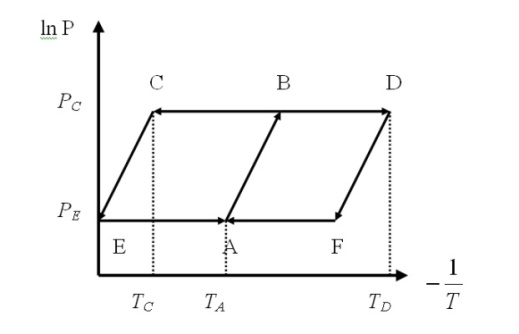 ln P
C B D
P_C
P_E
E A F
T_C T_A T_D
− 1/T